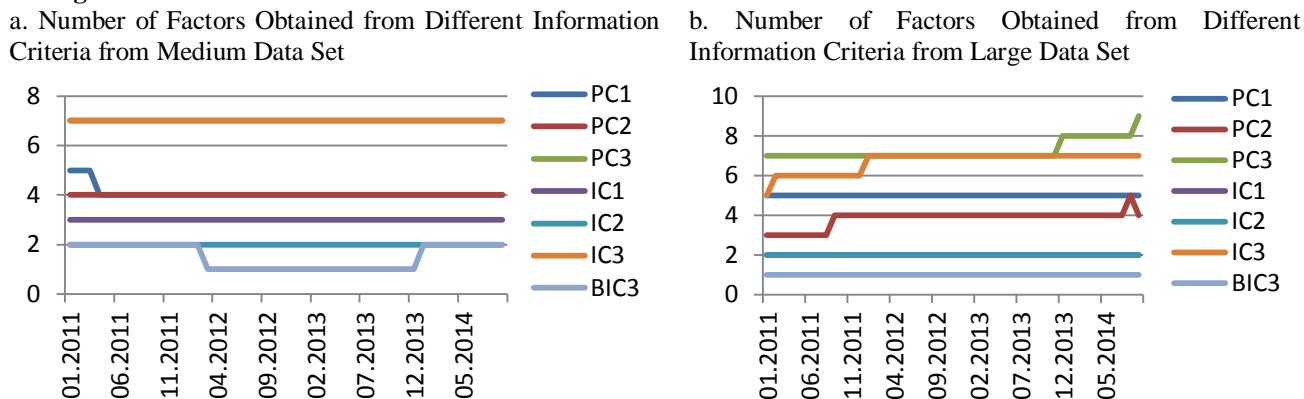 a. Number of Factors Obtained from Different Information
Criteria from Medium Data Set
8
6
4
2
0
01.2011
06.2011
11.2011
04.2012
09.2012
02.2013
07.2013
12.2013
05.2014
PC1
PC2
PC3
IC1
IC2
IC3
BIC3
b. Number of Factors Obtained from Different
Information Criteria from Large Data Set
10
8
6
4
2
0
01.2011
06.2011
11.2011
04.2012
09.2012
02.2013
07.2013
12.2013
05.2014
PC1
PC2
PC3
IC1
IC2
IC3
BIC3